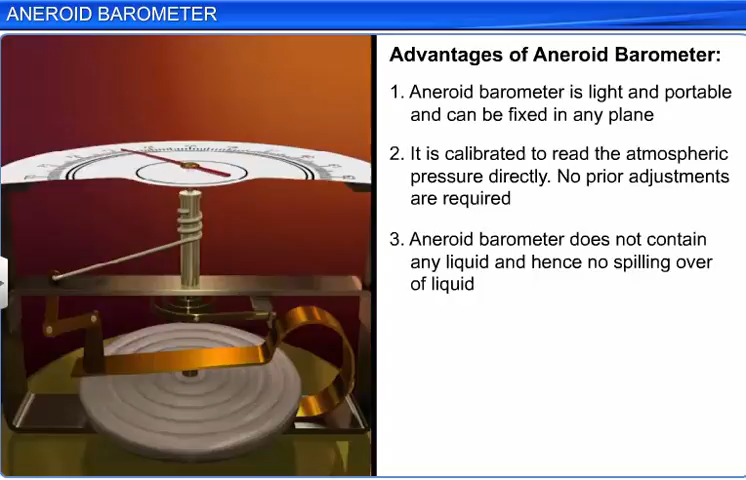 ANEROID BAROMETER
Advantages of Aneroid Barometer:
1. Aneroid barometer is light and portable
and can be fixed in any plane
2. It is calibrated to read the atmospheric
pressure directly. No prior adjustments
are required
3. Aneroid barometer does not contain
any liquid and hence no spilling over
of liquid